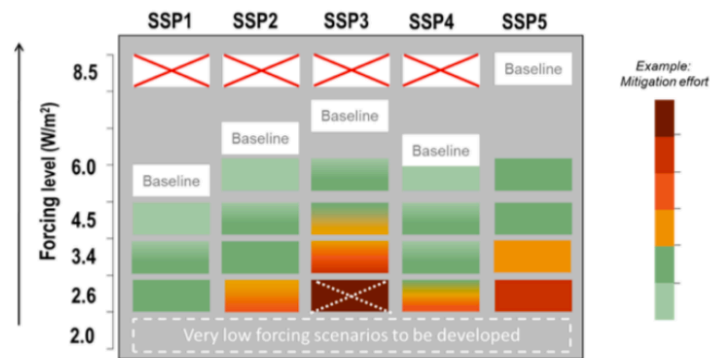 SSP1 SSP2 SSP3 SSP4 SSP5
Example:
Mitigation effort
Forcing level (W/m²)
8.5
Baseline
Baseline
Baseline
Baseline
6.0
Baseline
4.5
3.4
2.6
2.0
Very low forcing scenarios to be developed